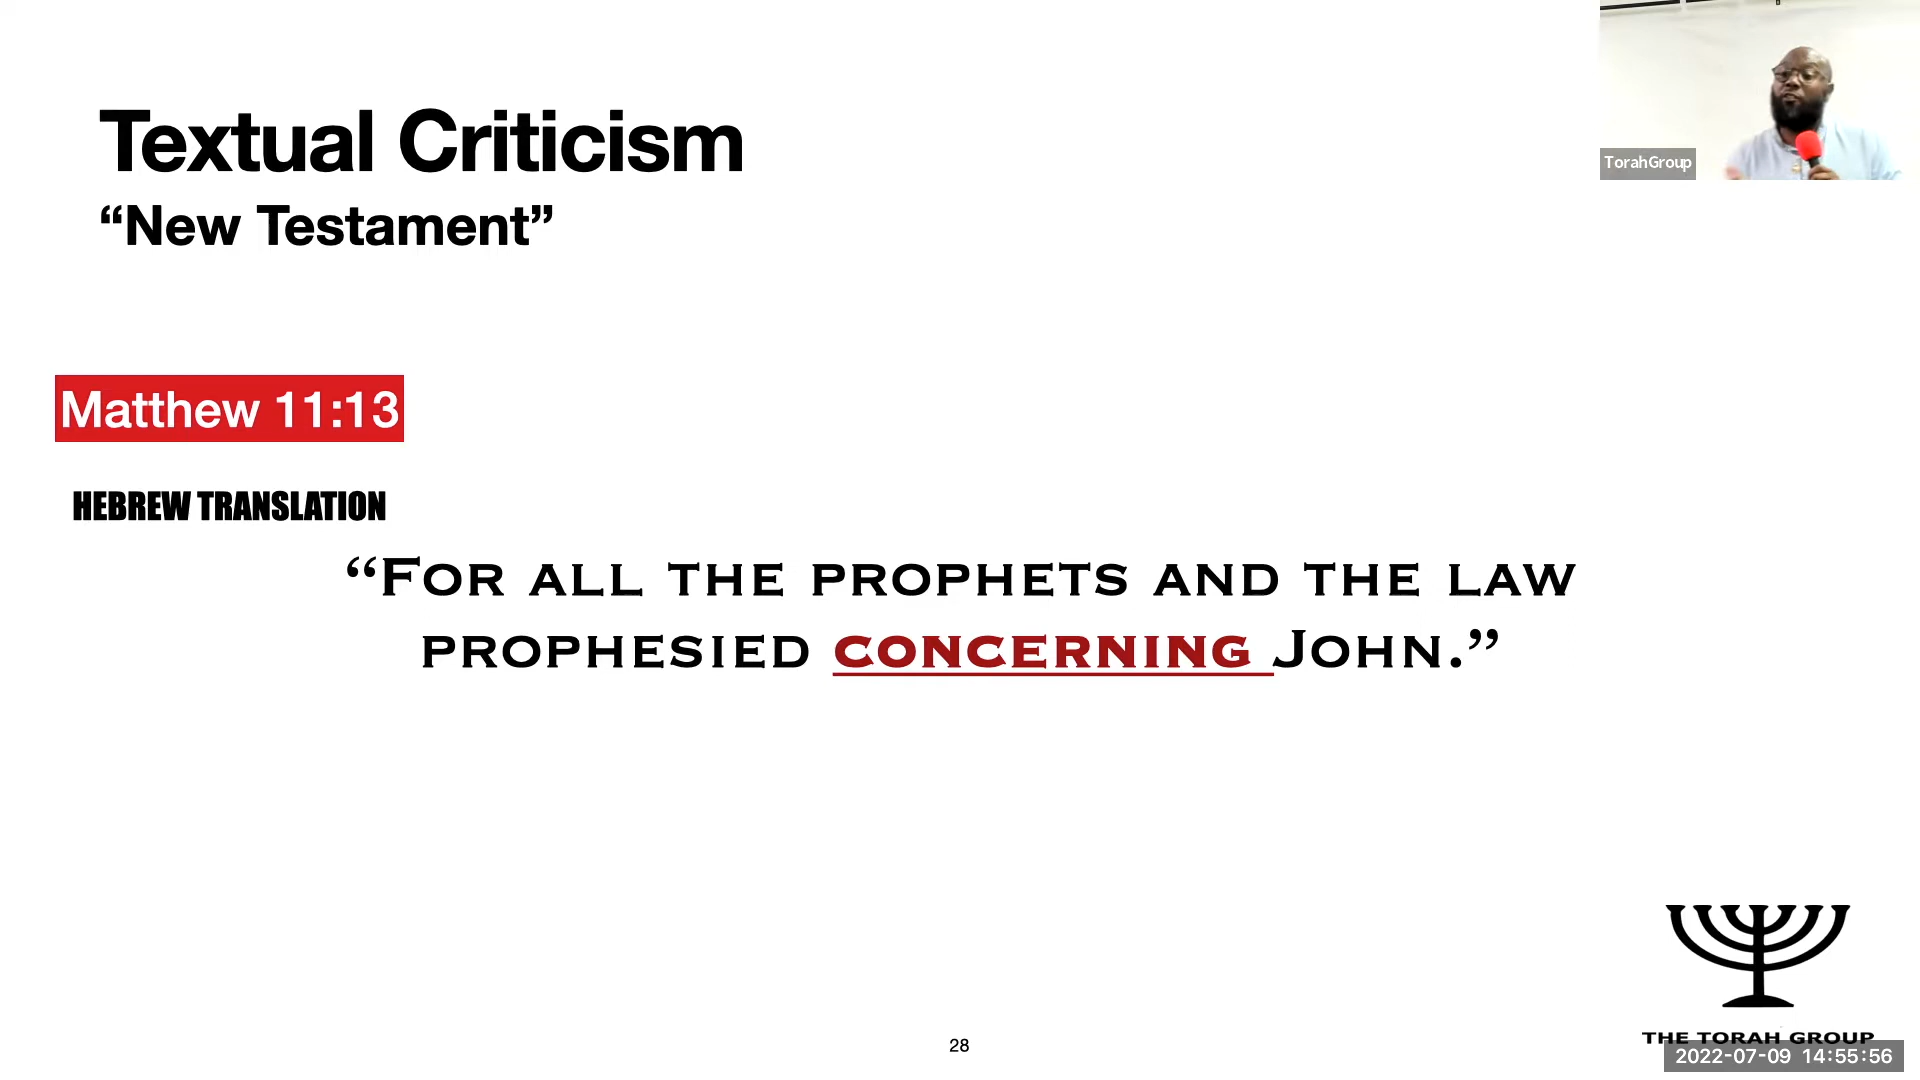 Textual Criticism
“New Testament”
TorahGroup
Matthew 11:13
HEBREW TRANSLATION
“FOR ALL THE PROPHETS AND THE LAW
PROPHESIED CONCERNING JOHN.”
28
THE TORAH GROUP
2022-07-09 14:55:56